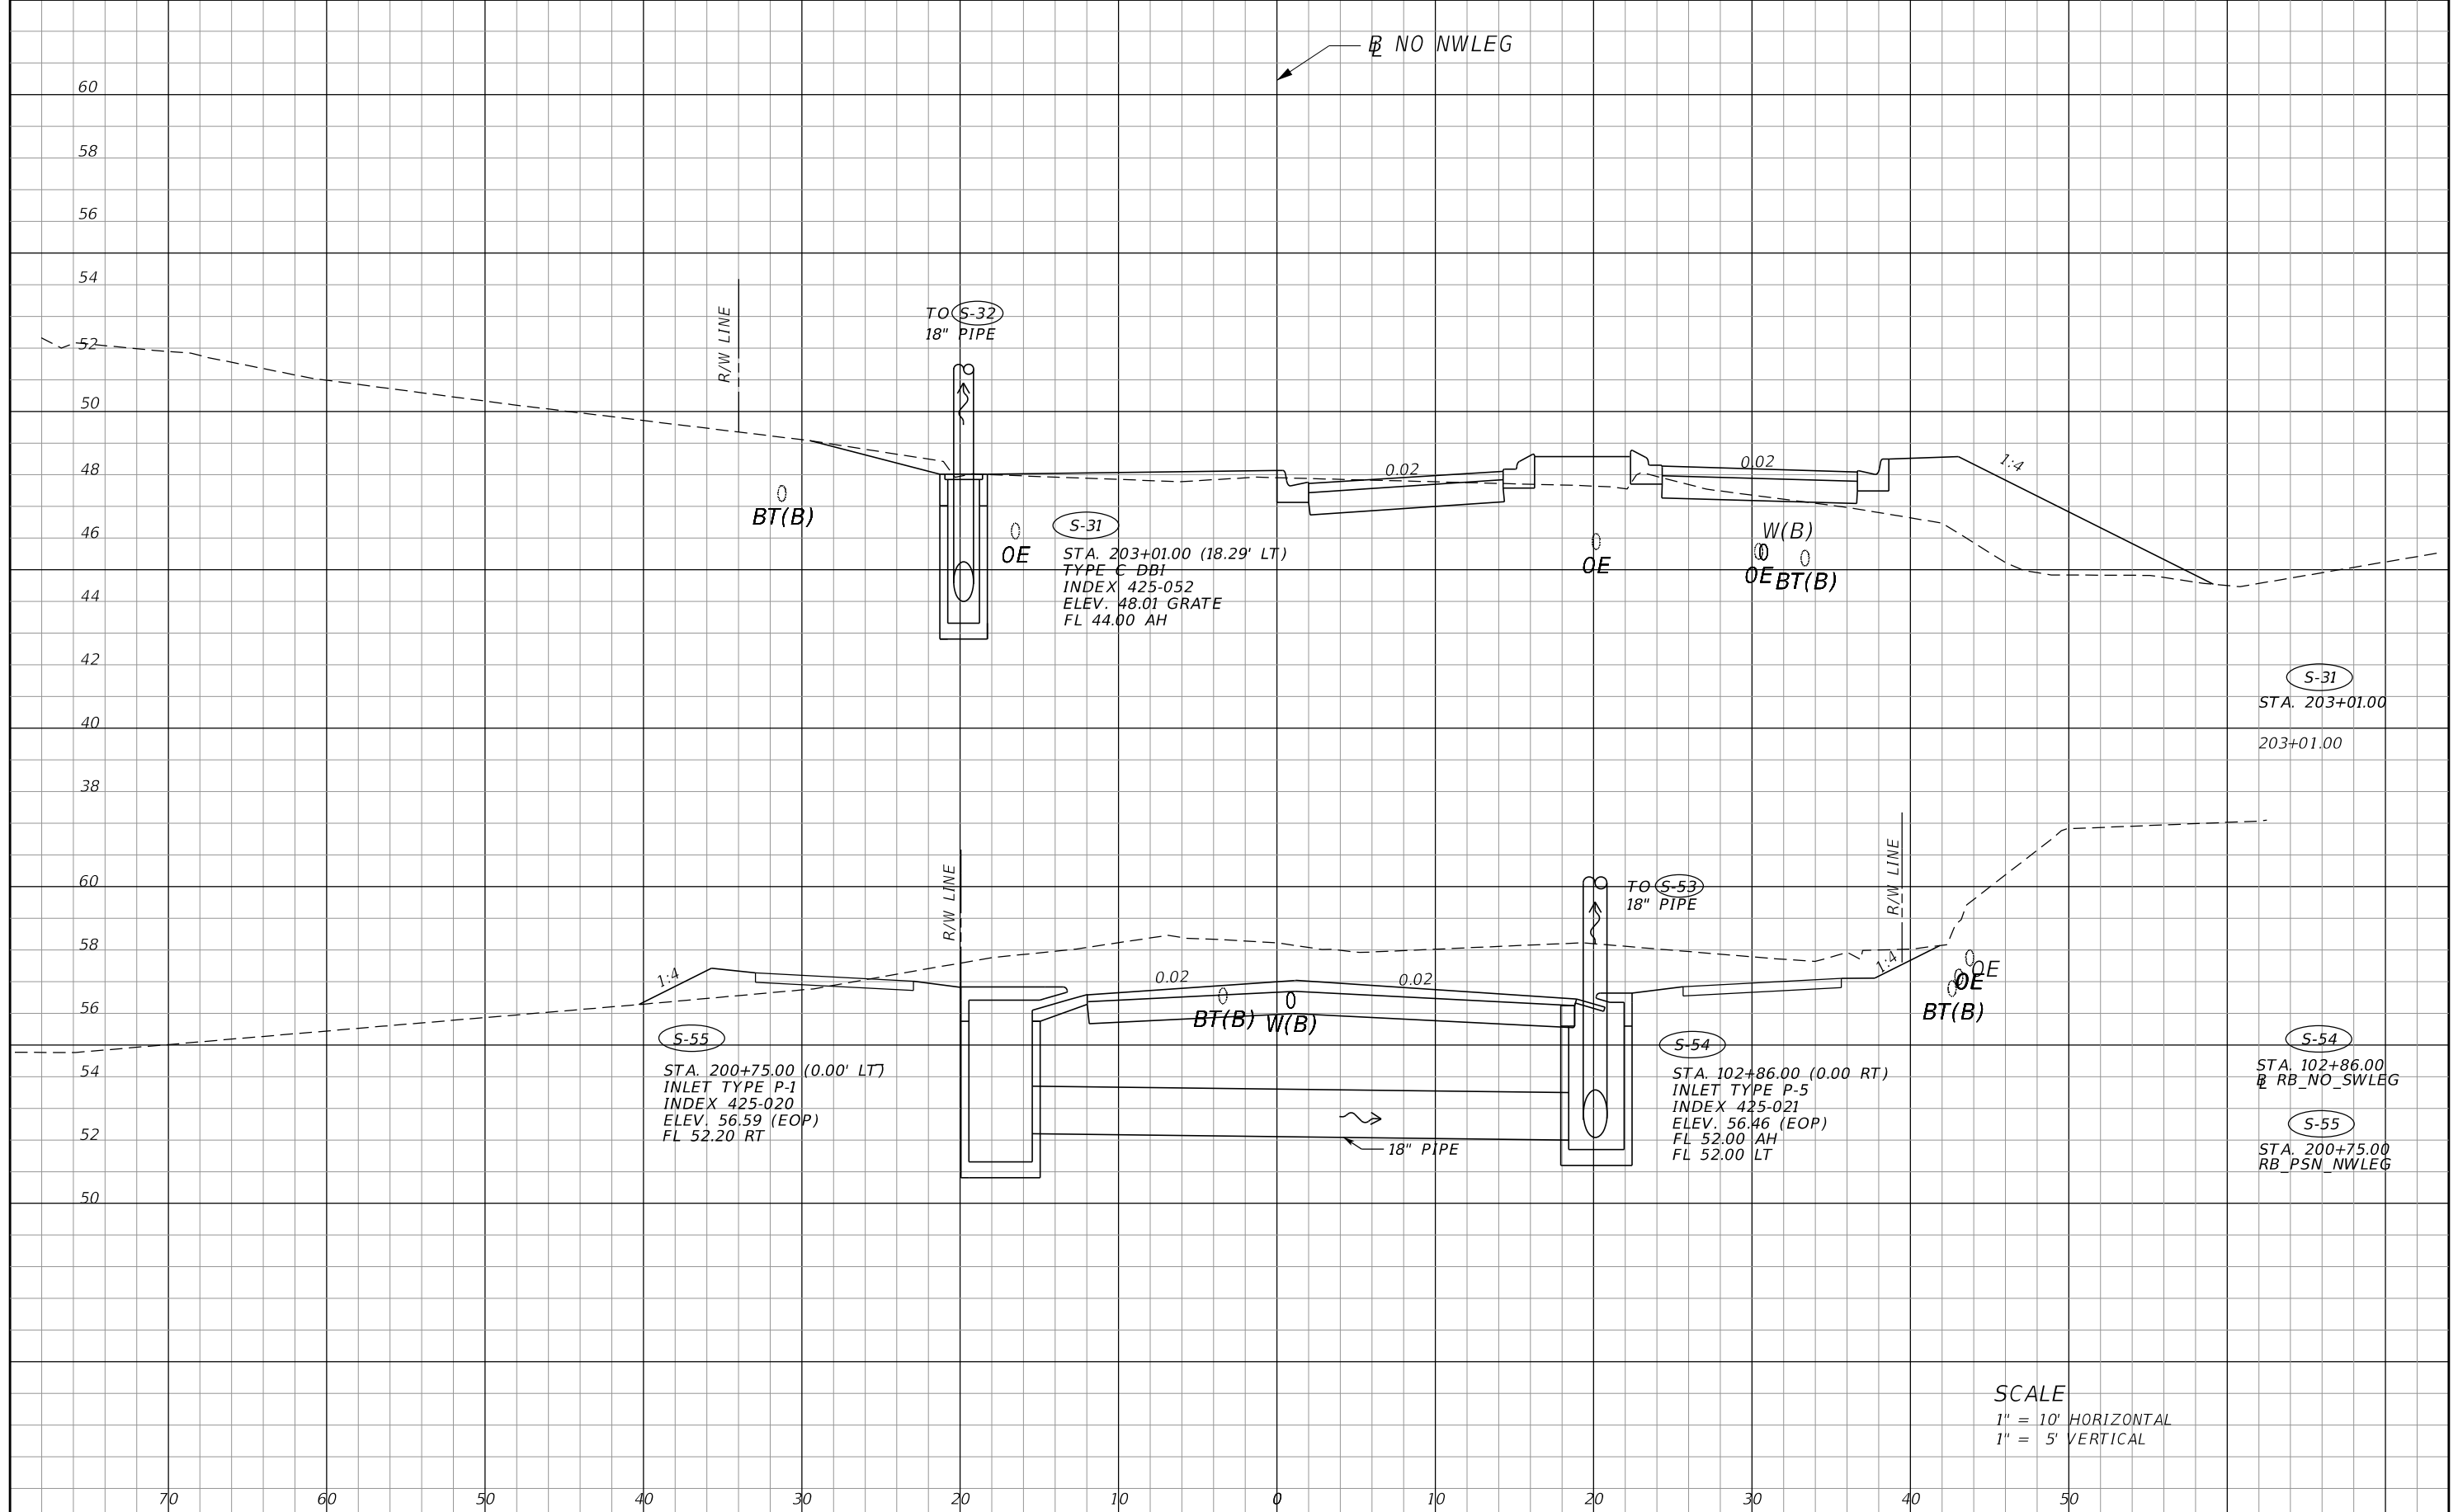 ℄ NO NWLEG
60
58
56
54
52
50
48
46
44
42
40
38
R/W LINE
TO S-32
18" PIPE
0.02
0.02
1:4
BT(B)
OE
S-31
STA. 203+01.00 (18.29' LT)
TYPE C DBI
INDEX 425-052
ELEV. 48.01 GRATE
FL 44.00 AH
OE
W(B)
OE
BT(B)
S-31
STA. 203+01.00
203+01.00
60
58
56
54
52
50
R/W LINE
R/W LINE
TO S-53
18" PIPE
1:4
0.02
0.02
1:4
OE
OE
BT(B)
BT(B)
W(B)
S-55
STA. 200+75.00 (0.00' LT)
INLET TYPE P-1
INDEX 425-020
ELEV. 56.59 (EOP)
FL 52.20 RT
18" PIPE
S-54
STA. 102+86.00 (0.00 RT)
INLET TYPE P-5
INDEX 425-021
ELEV. 56.46 (EOP)
FL 52.00 AH
FL 52.00 LT
S-54
STA. 102+86.00
℄ RB_NO_SWLEG
S-55
STA. 200+75.00
RB_PSN_NWLEG
SCALE
1" = 10' HORIZONTAL
1" = 5' VERTICAL
70 60 50 40 30 20 10 0 10 20 30 40 50